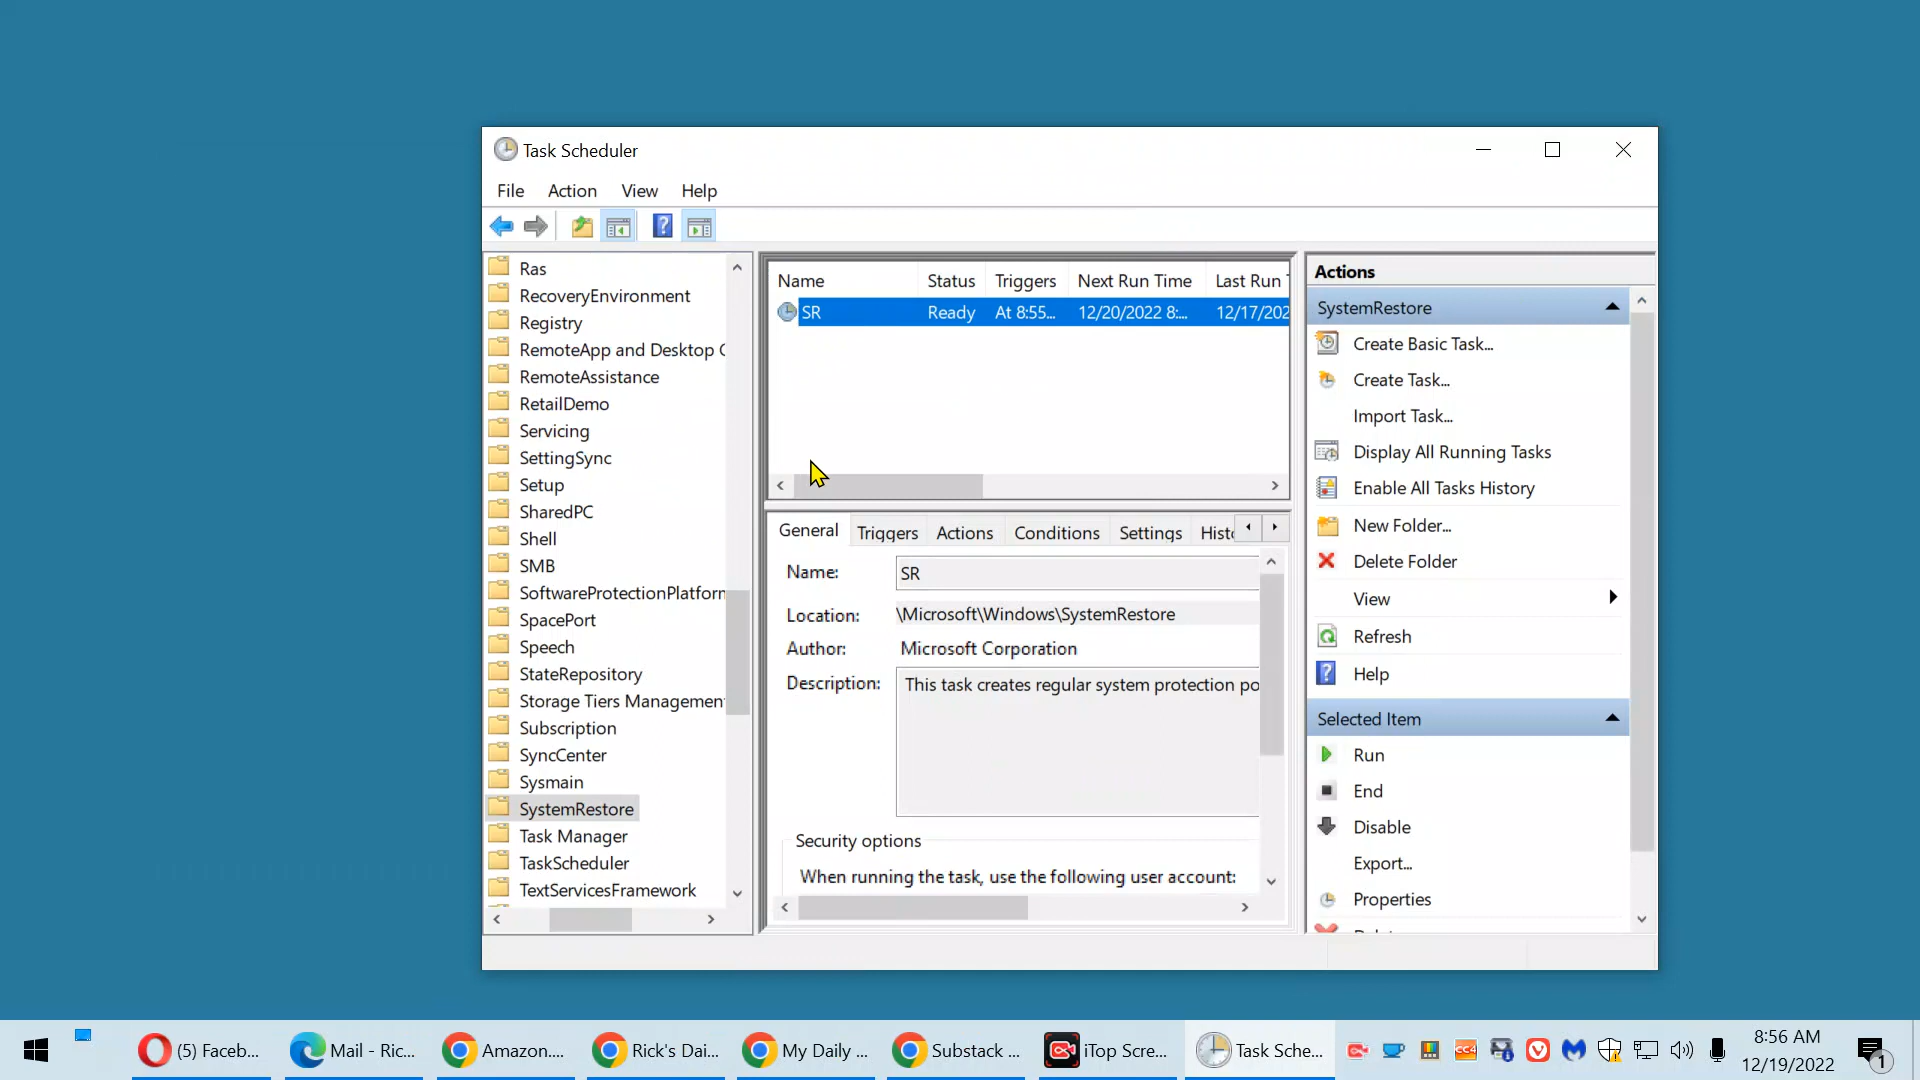 Task Scheduler
File Action View Help
Ras
RecoveryEnvironment
Registry
RemoteApp and Desktop C
RemoteAssistance
RetailDemo
Servicing
SettingSync
Setup
SharedPC
Shell
SMB
SoftwareProtectionPlatforn
SpacePort
Speech
StateRepository
Storage Tiers Managemen
Subscription
SyncCenter
Sysmain
SystemRestore
Task Manager
TaskScheduler
TextServicesFramework
Name Status Triggers Next Run Time Last Run T
SR Ready At 8:55... 12/20/2022 8:... 12/17/202
General Triggers Actions Conditions Settings Histo
Name: SR
Location: \Microsoft\Windows\SystemRestore
Author: Microsoft Corporation
Description: This task creates regular system protection po
Security options
When running the task, use the following user account:
Actions
SystemRestore
Create Basic Task...
Create Task...
Import Task...
Display All Running Tasks
Enable All Tasks History
New Folder...
Delete Folder
View
Refresh
Help
Selected Item
Run
End
Disable
Export...
Properties
(5) Faceb... Mail - Ric... Amazon.... Rick's Dai... My Daily ... Substack ... iTop Scre... Task Sche... CC4
8:56 AM
12/19/2022
1